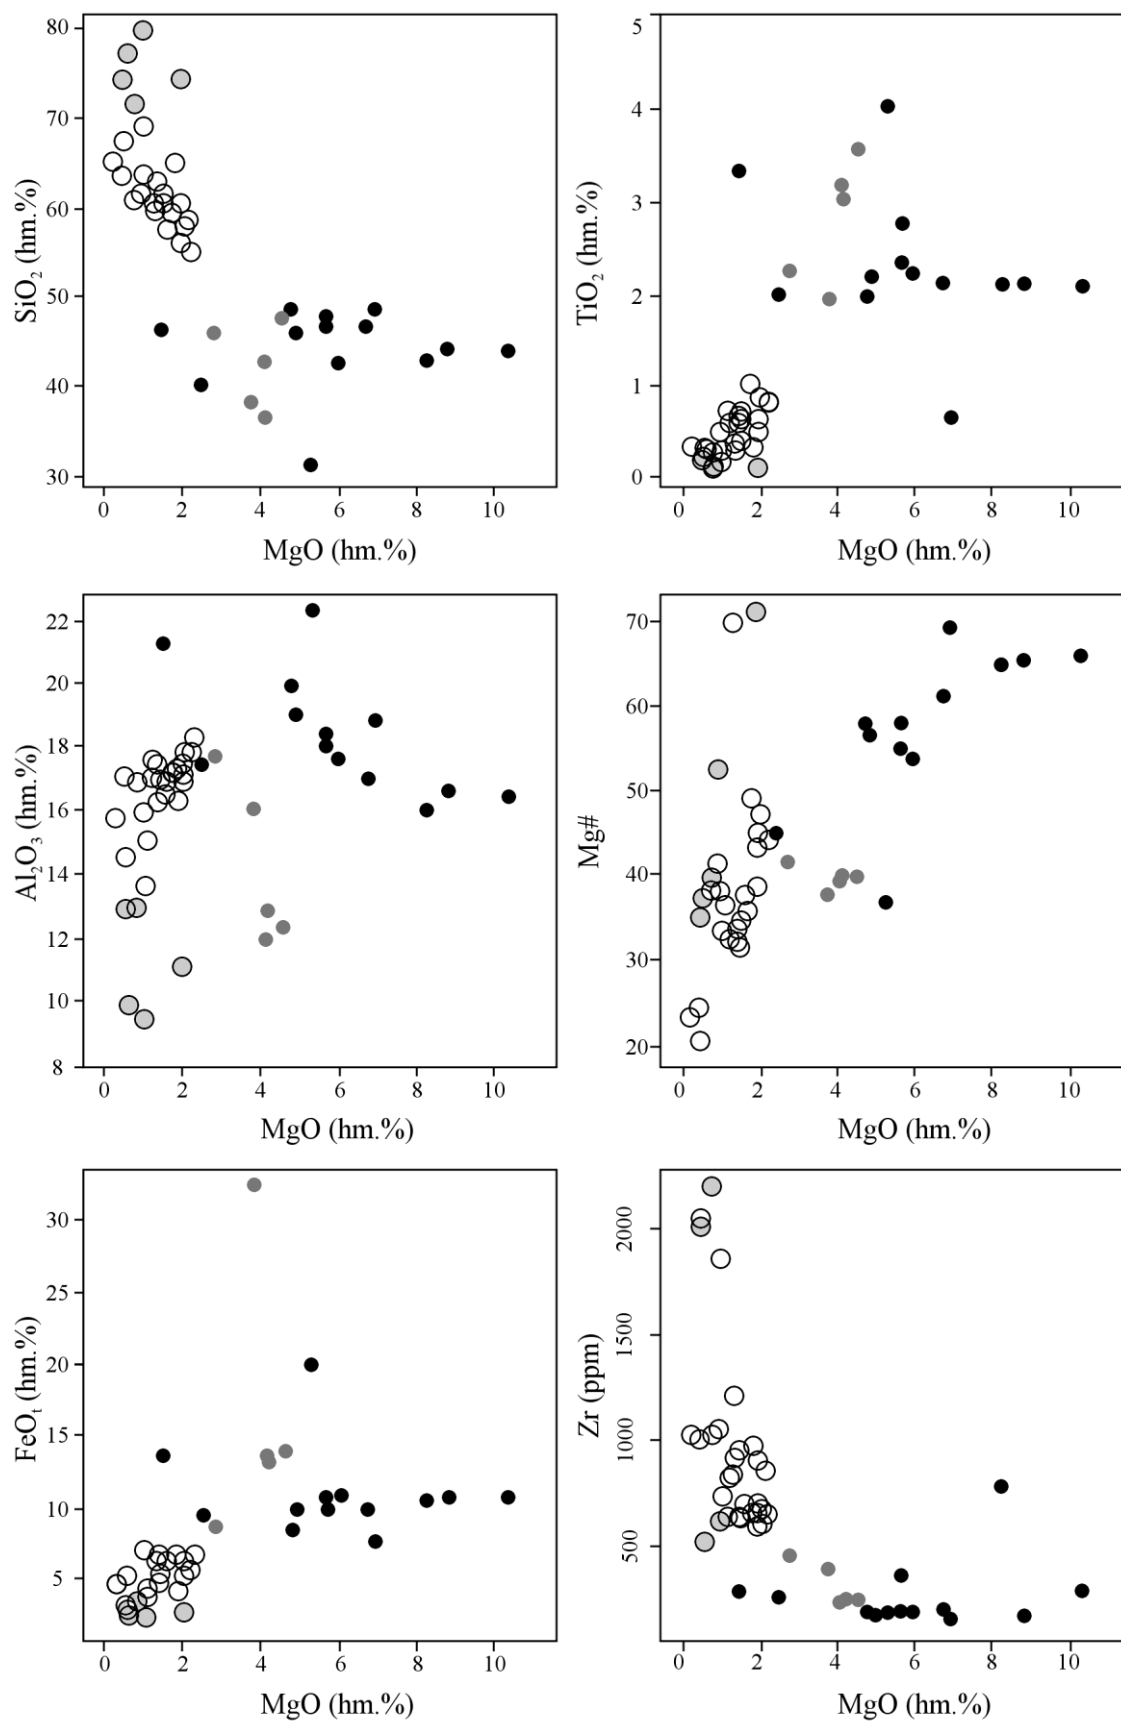 80
70
60
50
40
30
SiO₂ (hm.%)
0 2 4 6 8 10
MgO (hm.%)
5
4
3
2
1
0
TiO₂ (hm.%)
0 2 4 6 8 10
MgO (hm.%)
22
20
18
16
14
12
10
8
Al₂O₃ (hm.%)
0 2 4 6 8 10
MgO (hm.%)
70
60
50
40
30
20
Mg#
0 2 4 6 8 10
MgO (hm.%)
30
25
20
15
10
5
FeOₜ (hm.%)
0 2 4 6 8 10
MgO (hm.%)
2000
1500
1000
500
Zr (ppm)
0 2 4 6 8 10
MgO (hm.%)